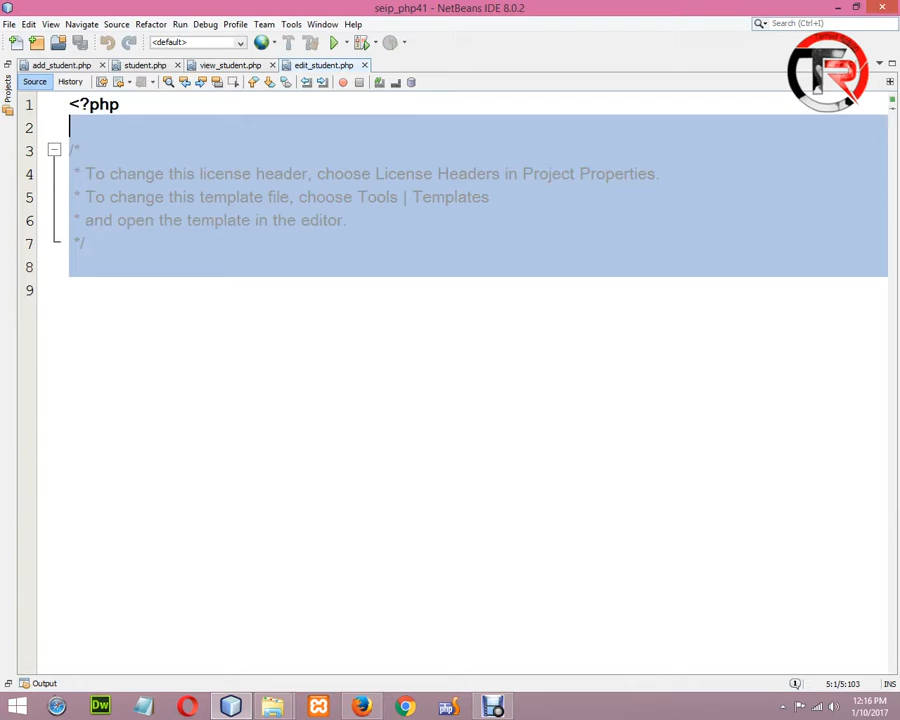 seip_php41 - NetBeans IDE 8.0.2
File Edit View Navigate Source Refactor Run Debug Profile Team Tools Window Help
Search (Ctrl+I)
<default>
add_student.php student.php view_student.php edit_student.php
Source History
Projects
1 <?php
2
3 /*
4 * To change this license header, choose License Headers in Project Properties.
5 * To change this template file, choose Tools | Templates
6 * and open the template in the editor.
7 */
8
9
TR
Output
5:1/5:103 INS
Dw
php
12:16 PM
1/10/2017